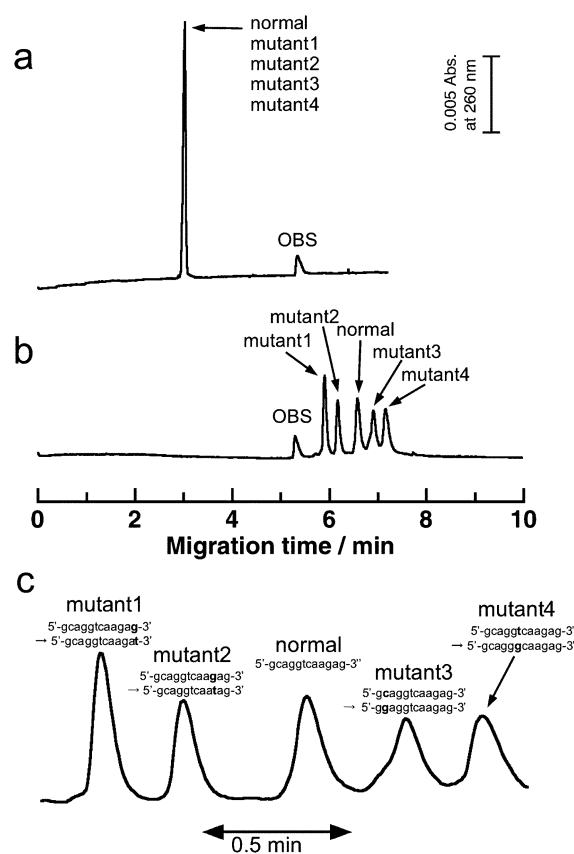 a
normal
mutant1
mutant2
mutant3
mutant4
0.005 Abs.
at 260 nm
OBS
b
mutant2
mutant1
normal
mutant3
mutant4
OBS
0 2 4 6 8 10
Migration time / min
c
mutant1
5'-gcaggtcaagag-3'
→ 5'-gcaggtcaagat-3'
mutant2
5'-gcaggtcaagag-3'
→ 5'-gcaggtcaatag-3'
normal
5'-gcaggtcaagag-3''
mutant3
5'-gcaggtcaagag-3'
→ 5'-ggaggtcaagag-3'
mutant4
5'-gcaggtcaagag-3'
→ 5'-gcagggcaagag-3'
0.5 min